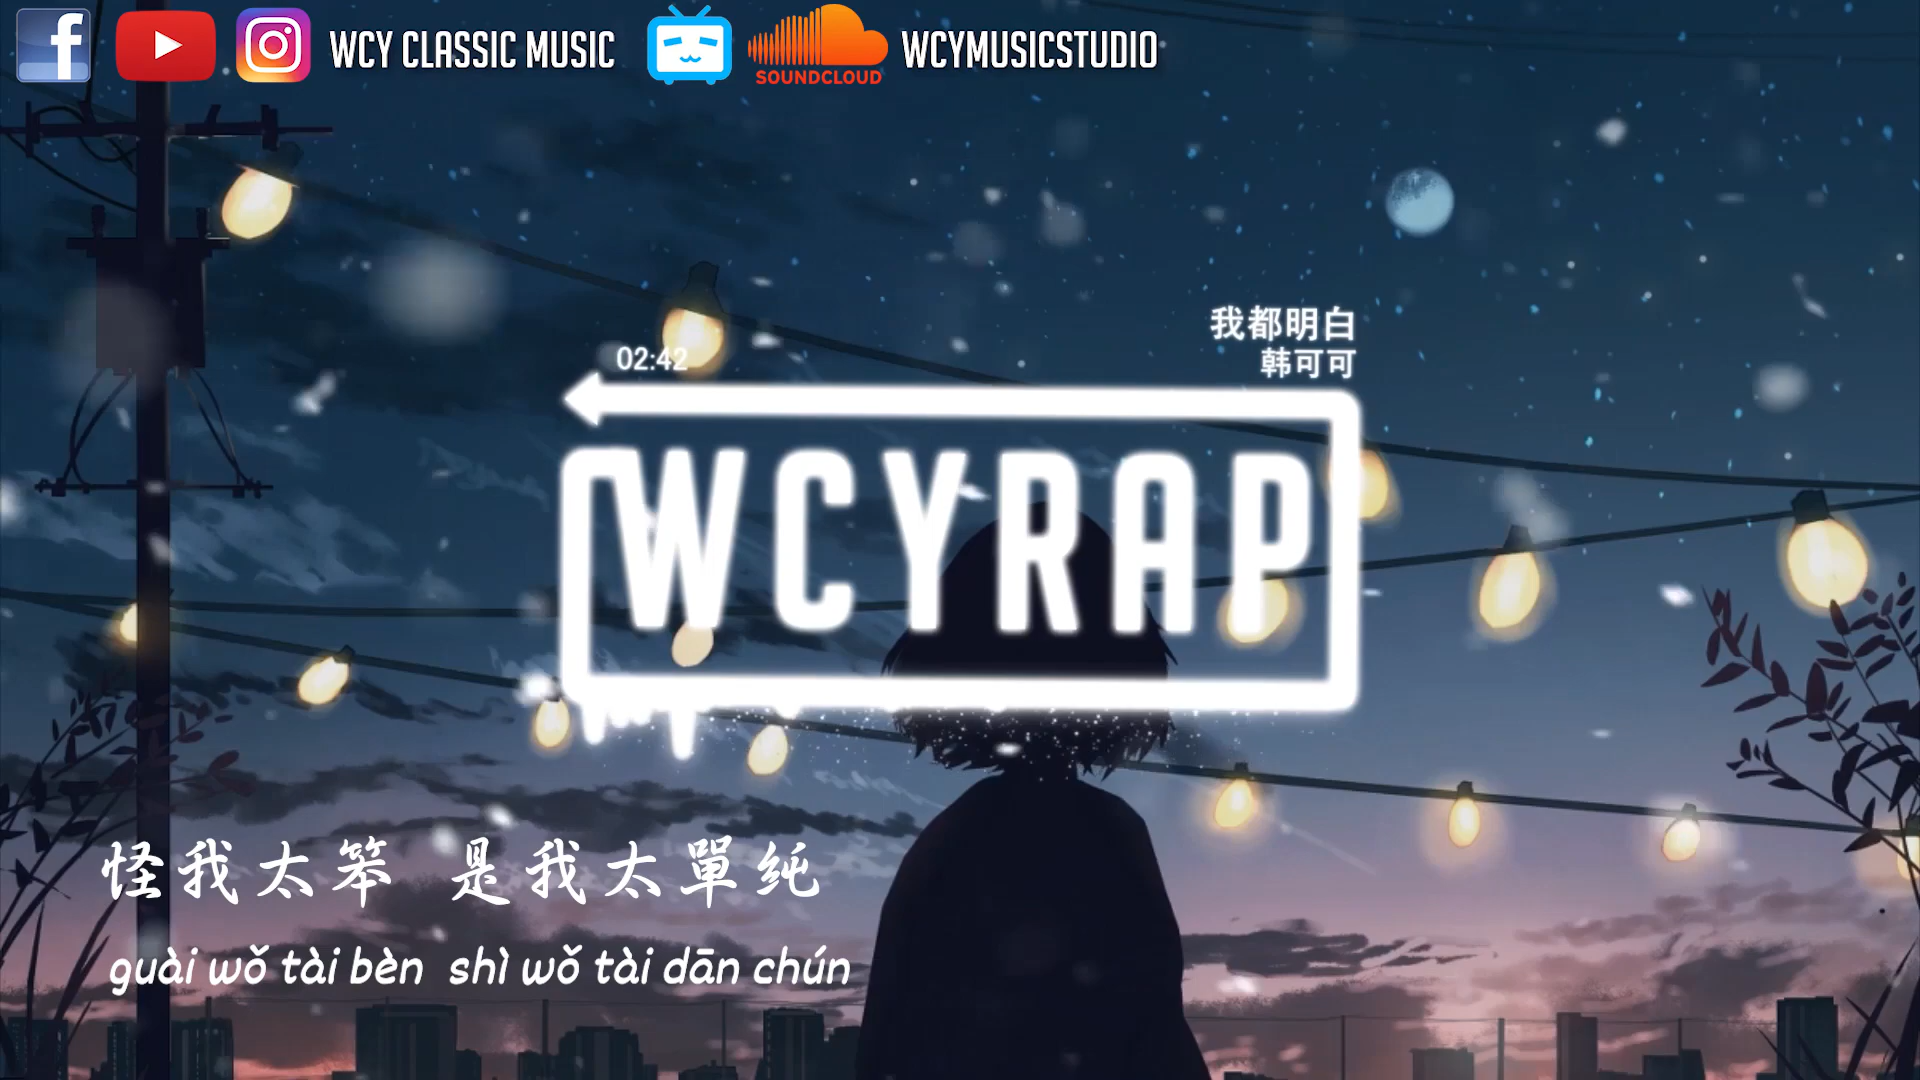 WCY CLASSIC MUSIC
SOUNDCLOUD
WCYMUSICSTUDIO
我都明白
韩可可
02:42
WCYRAP
怪我太笨 是我太單純
guài wǒ tài bèn shì wǒ tài dān chún